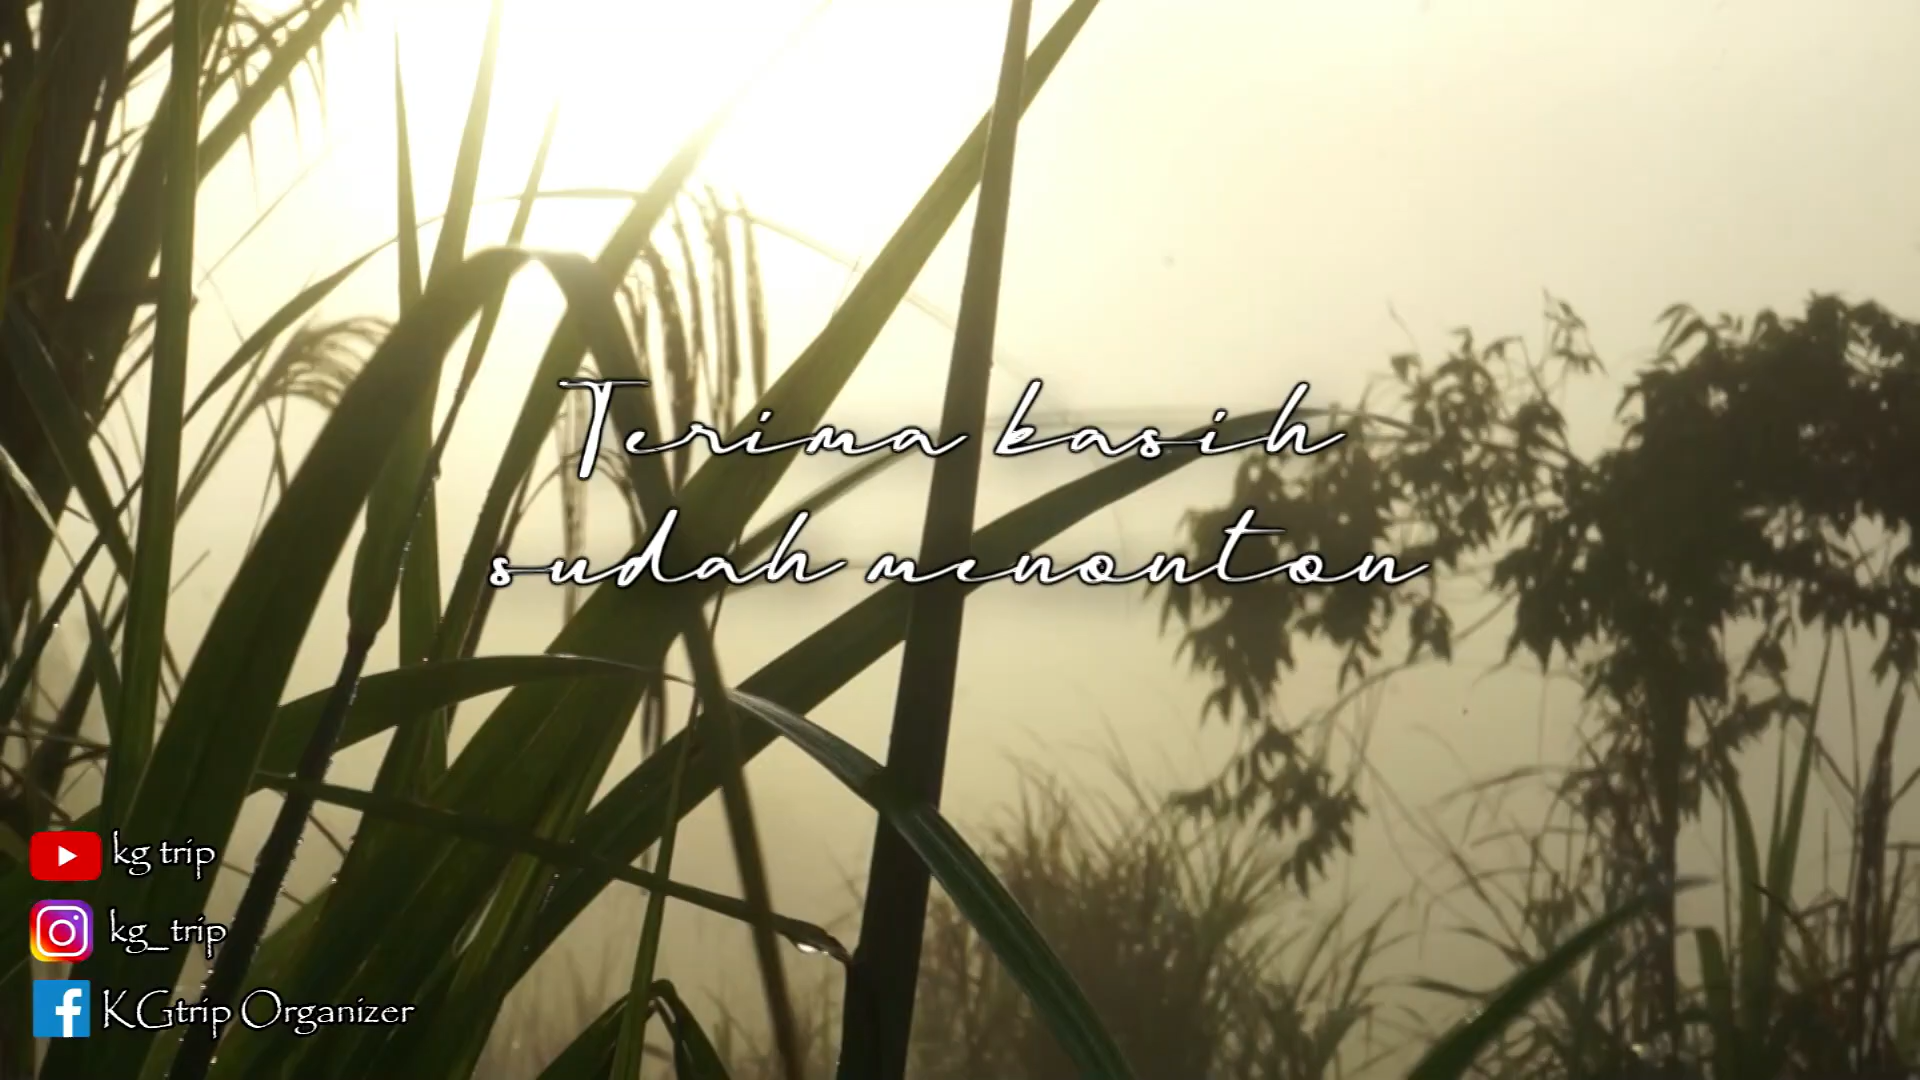 Terima kasih
sudah menonton
kg trip
kg_trip
KGtrip Organizer